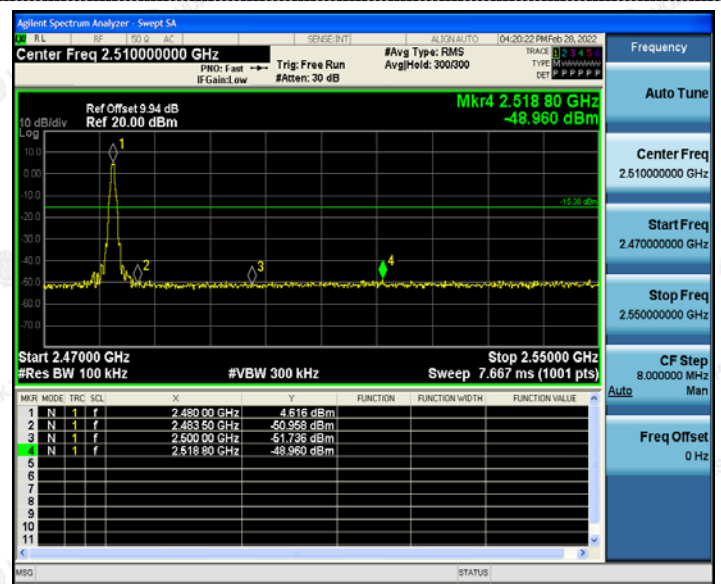 Agilent Spectrum Analyzer - Swept SA
RL RF 50 Ω AC SENSE:INT ALIGNAUTO 04:20:22 PM Feb 28, 2022
Center Freq 2.510000000 GHz
PNO: Fast
IFGain:Low
Trig: Free Run
#Atten: 30 dB
#Avg Type: RMS
Avg|Hold: 300/300
TRACE 1 2 3 4 5 6
TYPE M
DET P P P P P P
Frequency
Auto Tune
Center Freq
2.510000000 GHz
Start Freq
2.470000000 GHz
Stop Freq
2.550000000 GHz
CF Step
8.000000 MHz
Auto Man
Freq Offset
0 Hz
Mkr4 2.518 80 GHz
-48.960 dBm
Ref Offset 9.94 dB
10 dB/div Ref 20.00 dBm
Log
10.0
0.00
-10.0
-20.0
-30.0
-40.0
-50.0
-60.0
-70.0
1
2
3
4
-15.38 dBm
Start 2.47000 GHz Stop 2.55000 GHz
#Res BW 100 kHz #VBW 300 kHz Sweep 7.667 ms (1001 pts)
MKR MODE TRC SCL X Y FUNCTION FUNCTION WIDTH FUNCTION VALUE
1 N 1 f 2.480 00 GHz 4.616 dBm
2 N 1 f 2.483 50 GHz -50.958 dBm
3 N 1 f 2.500 00 GHz -51.736 dBm
4 N 1 f 2.518 80 GHz -48.960 dBm
5
6
7
8
9
10
11
MSG STATUS